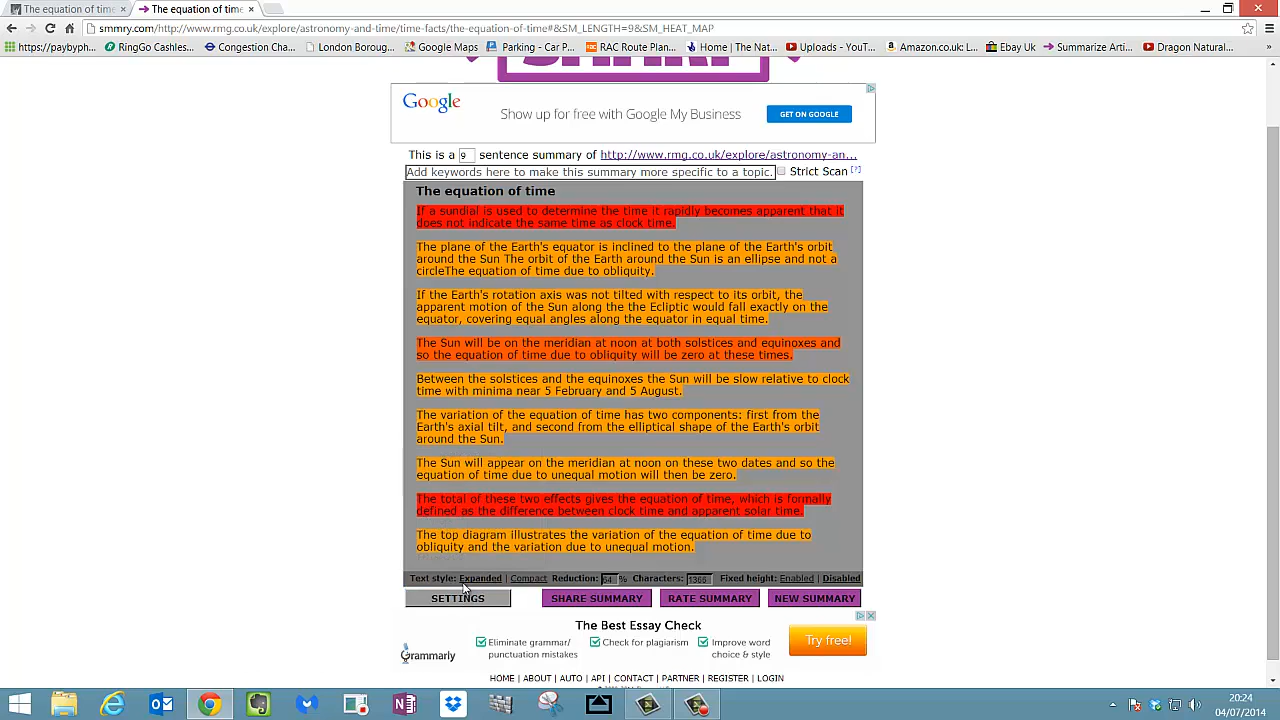 The equation of time
The equation of time
smmry.com/http://www.rmg.co.uk/explore/astronomy-and-time/time-facts/the-equation-of-time#&SM_LENGTH=9&SM_HEAT_MAP
https://paybyph... RingGo Cashless... Congestion Char... London Boroug... Google Maps Parking - Car P... RAC Route Plan... Home | The Nat... Uploads - YouT... Amazon.co.uk: L... Ebay Uk Summarize Arti... Dragon Natural... »
Google
Show up for free with Google My Business
GET ON GOOGLE
This is a 9 sentence summary of http://www.rmg.co.uk/explore/astronomy-an...
Add keywords here to make this summary more specific to a topic. Strict Scan [?]
The equation of time
If a sundial is used to determine the time it rapidly becomes apparent that it
does not indicate the same time as clock time.
The plane of the Earth's equator is inclined to the plane of the Earth's orbit
around the Sun The orbit of the Earth around the Sun is an ellipse and not a
circleThe equation of time due to obliquity.
If the Earth's rotation axis was not tilted with respect to its orbit, the
apparent motion of the Sun along the the Ecliptic would fall exactly on the
equator, covering equal angles along the equator in equal time.
The Sun will be on the meridian at noon at both solstices and equinoxes and
so the equation of time due to obliquity will be zero at these times.
Between the solstices and the equinoxes the Sun will be slow relative to clock
time with minima near 5 February and 5 August.
The variation of the equation of time has two components: first from the
Earth's axial tilt, and second from the elliptical shape of the Earth's orbit
around the Sun.
The Sun will appear on the meridian at noon on these two dates and so the
equation of time due to unequal motion will then be zero.
The total of these two effects gives the equation of time, which is formally
defined as the difference between clock time and apparent solar time.
The top diagram illustrates the variation of the equation of time due to
obliquity and the variation due to unequal motion.
Text style: Expanded | Compact Reduction: 64 % Characters: 1366 Fixed height: Enabled | Disabled
SETTINGS SHARE SUMMARY RATE SUMMARY NEW SUMMARY
The Best Essay Check
Grammarly
Eliminate grammar/
punctuation mistakes
Check for plagiarism
Improve word
choice & style
Try free!
HOME | ABOUT | AUTO | API | CONTACT | PARTNER | REGISTER | LOGIN
20:24
04/07/2014